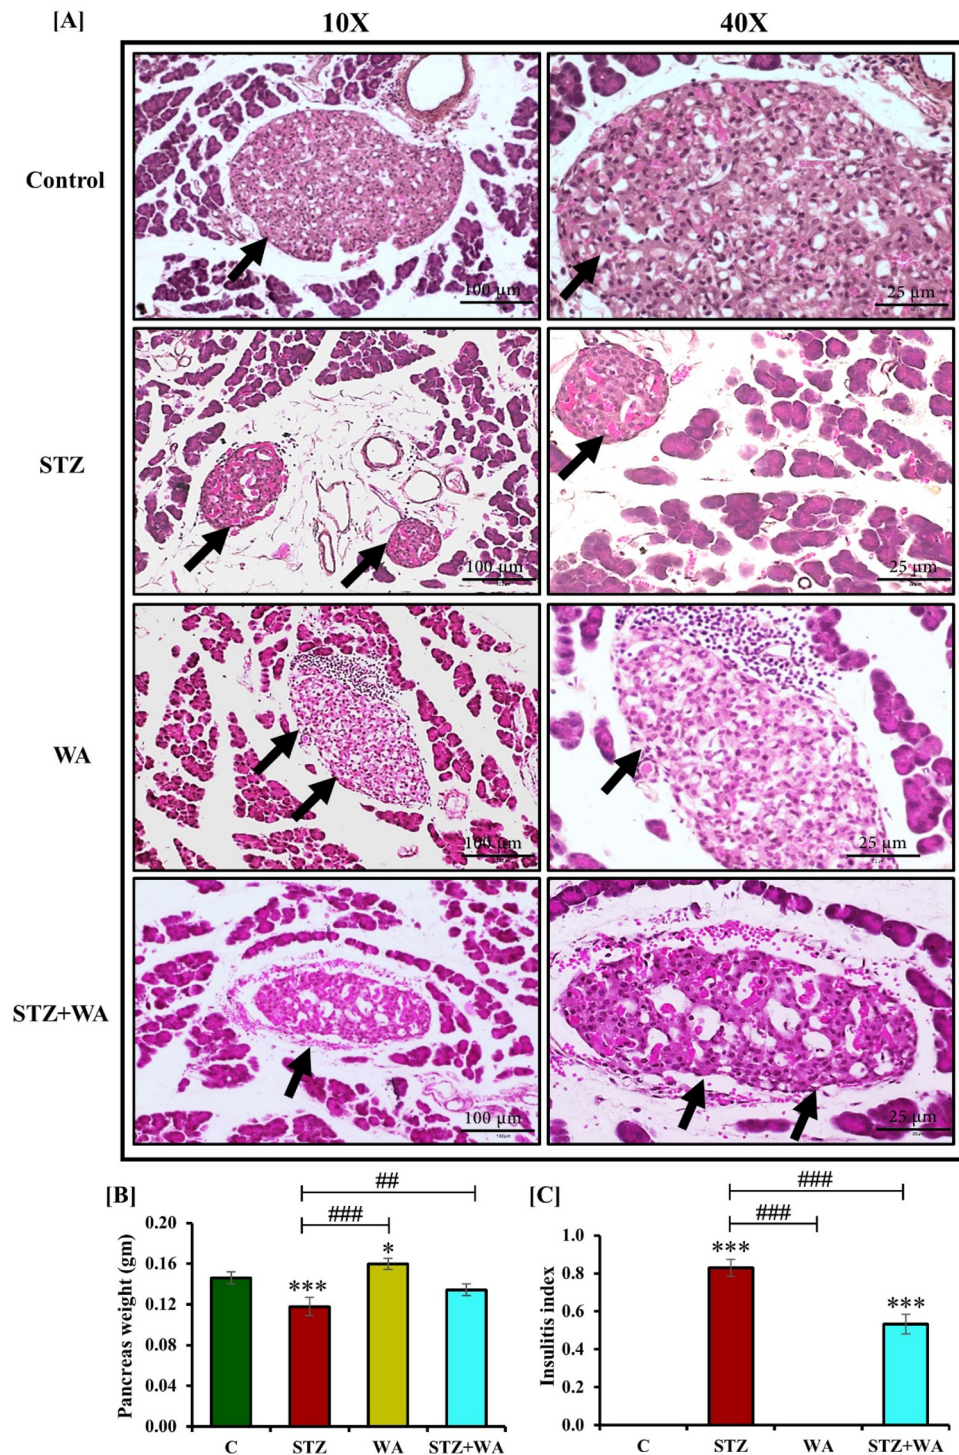 [A] 10X 40X
Control
100 µm 25 µm
STZ
100 µm 25 µm
WA
100 µm 25 µm
STZ+WA
100 µm 25 µm
[B] ## ###
### ###
Pancreas weight (gm)
0.20
0.16
0.12
0.08
0.04
0.00
***
*
C STZ WA STZ+WA
[C]
Insulitis index
1.0
0.8
0.6
0.4
0.2
0.0
***
***
C STZ WA STZ+WA